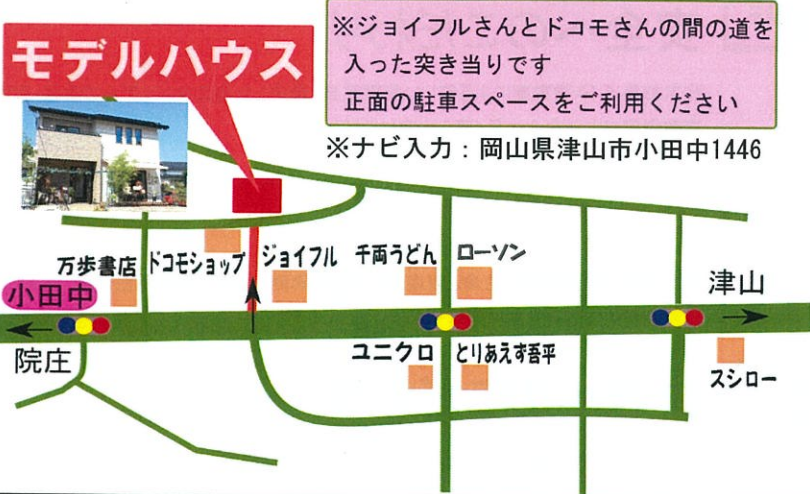 ※ジョイフルさんとドコモさんの間の道を
入った突き当りです
正面の駐車スペースをご利用ください
モデルハウス
※ナビ入力：岡山県津山市小田中1446
万歩書店
ドコモショップ
ジョイフル
千両うどん
ローソン
小田中
津山
院庄
ユニクロ
とりあえず吾平
スシロー